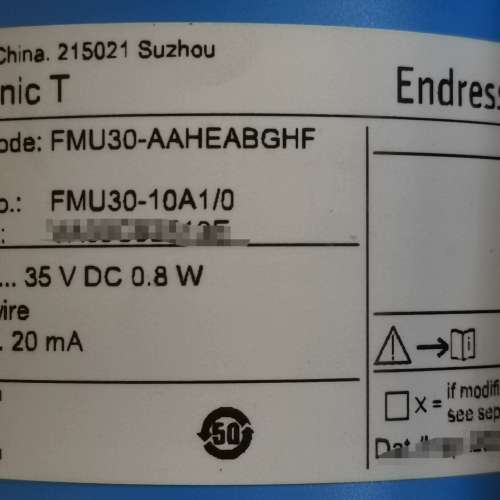 China. 215021 Suzhou
nic T
Endress
ode: FMU30-AAHEABGHF
o.: FMU30-10A1/0
:
... 35 V DC 0.8 W
wire
. 20 mA
i
50
X = if modifi
see sep